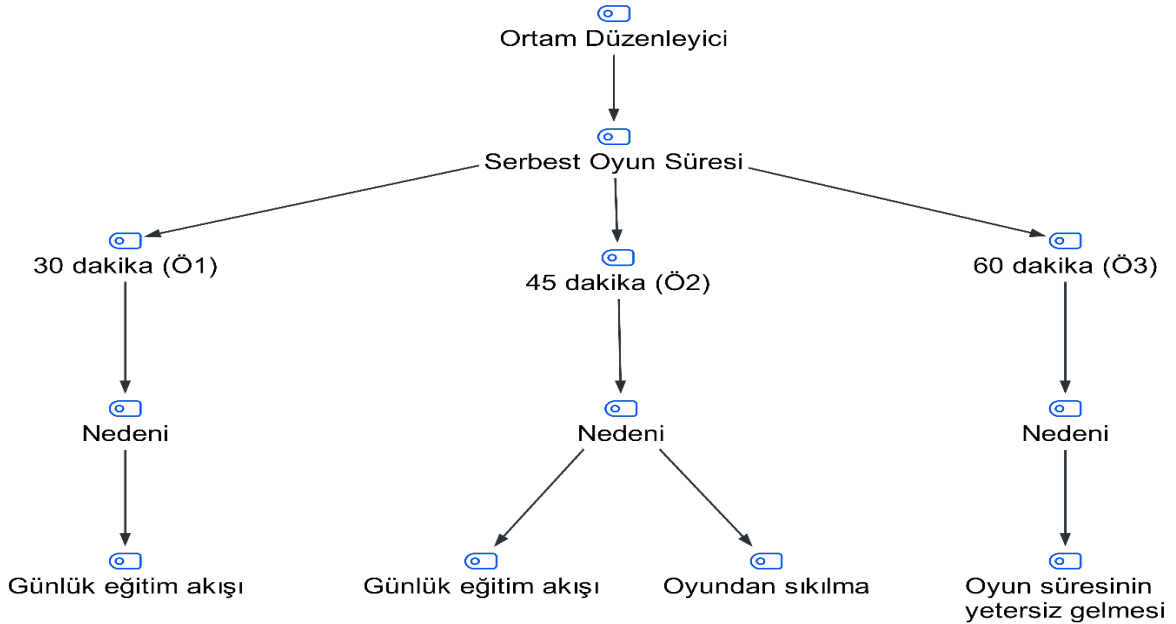 Ortam Düzenleyici
Serbest Oyun Süresi
30 dakika (Ö1)
45 dakika (Ö2)
60 dakika (Ö3)
Nedeni
Nedeni
Nedeni
Günlük eğitim akışı
Günlük eğitim akışı
Oyundan sıkılma
Oyun süresinin
yetersiz gelmesi